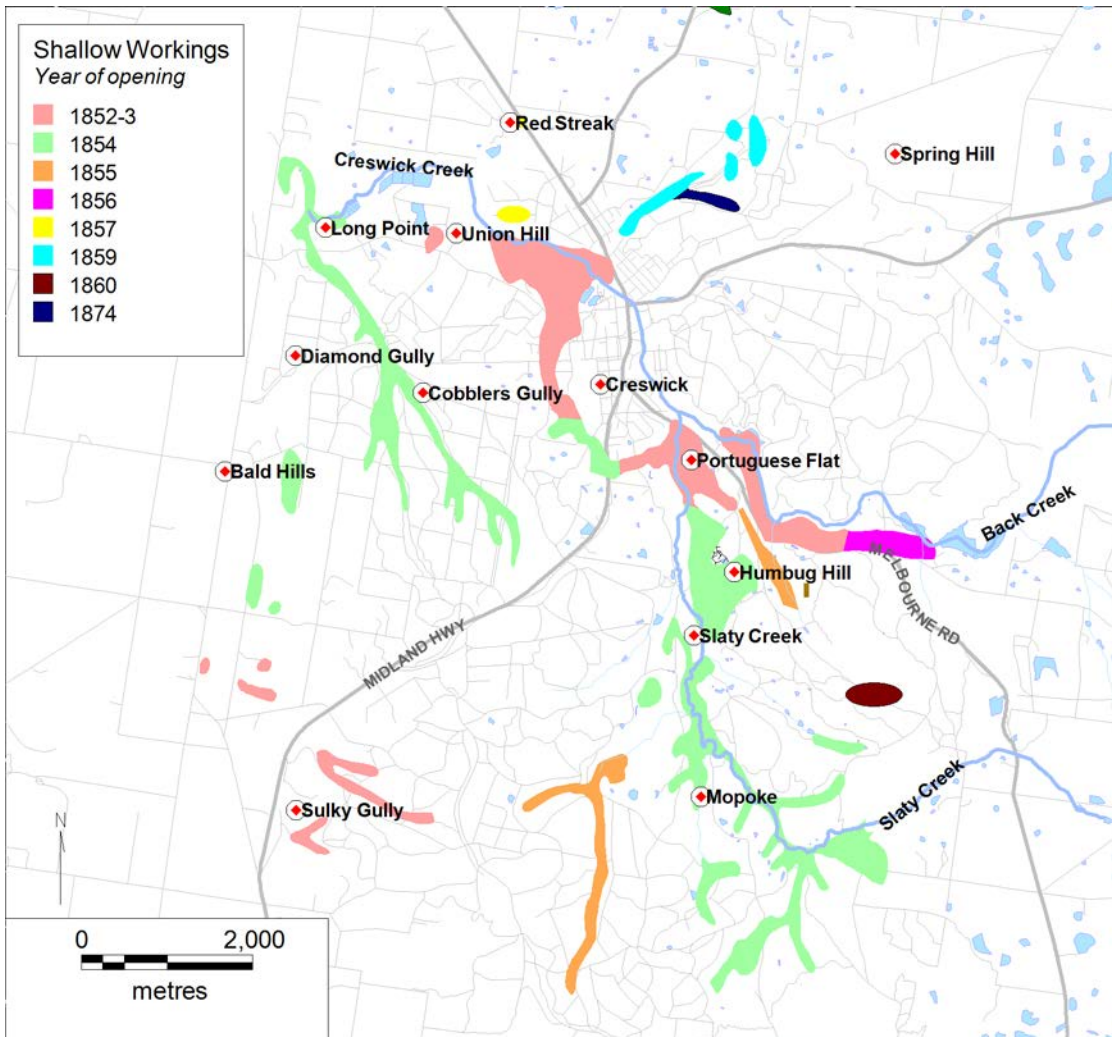 Shallow Workings
Year of opening
1852-3
1854
1855
1856
1857
1859
1860
1874
Red Streak
Spring Hill
Creswick Creek
Long Point
Union Hill
Diamond Gully
Creswick
Cobblers Gully
Portuguese Flat
Bald Hills
Back Creek
Humbug Hill
MELBOURNE RD
Slaty Creek
MIDLAND HWY
Slaty Creek
Mopoke
Sulky Gully
N
0 2,000
metres